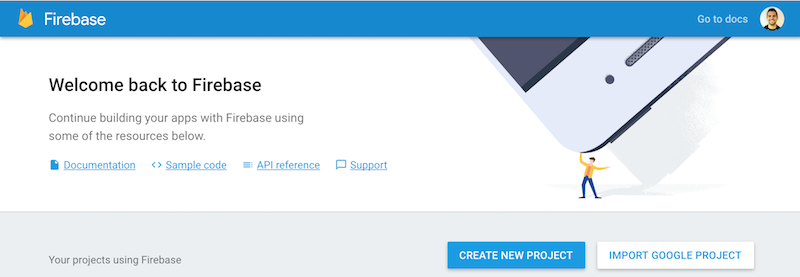 Firebase
Go to docs
Welcome back to Firebase
Continue building your apps with Firebase using
some of the resources below.
Documentation Sample code API reference Support
Your projects using Firebase
CREATE NEW PROJECT
IMPORT GOOGLE PROJECT